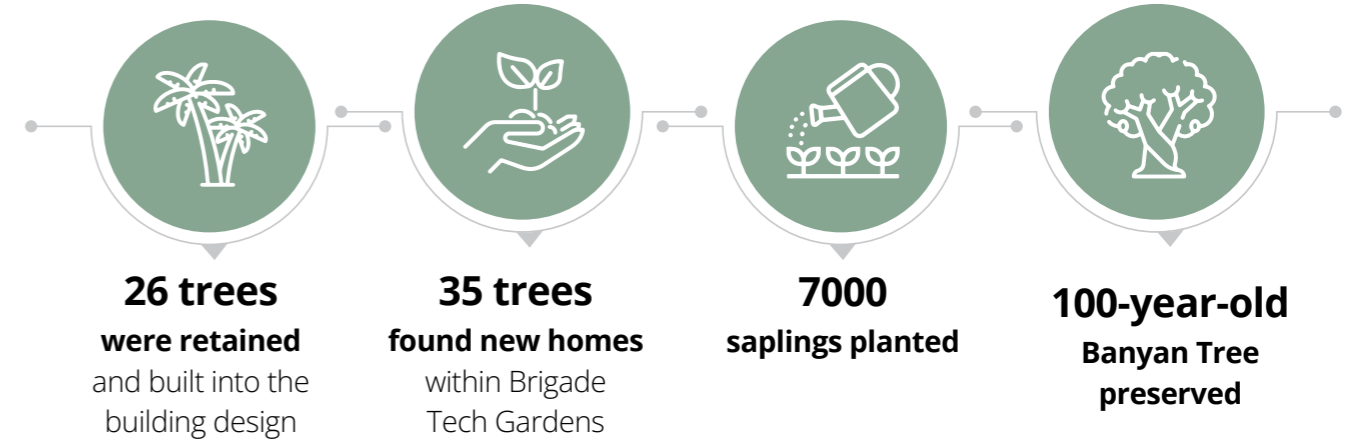 26 trees
were retained
and built into the
building design
35 trees
found new homes
within Brigade
Tech Gardens
7000
saplings planted
100-year-old
Banyan Tree
preserved